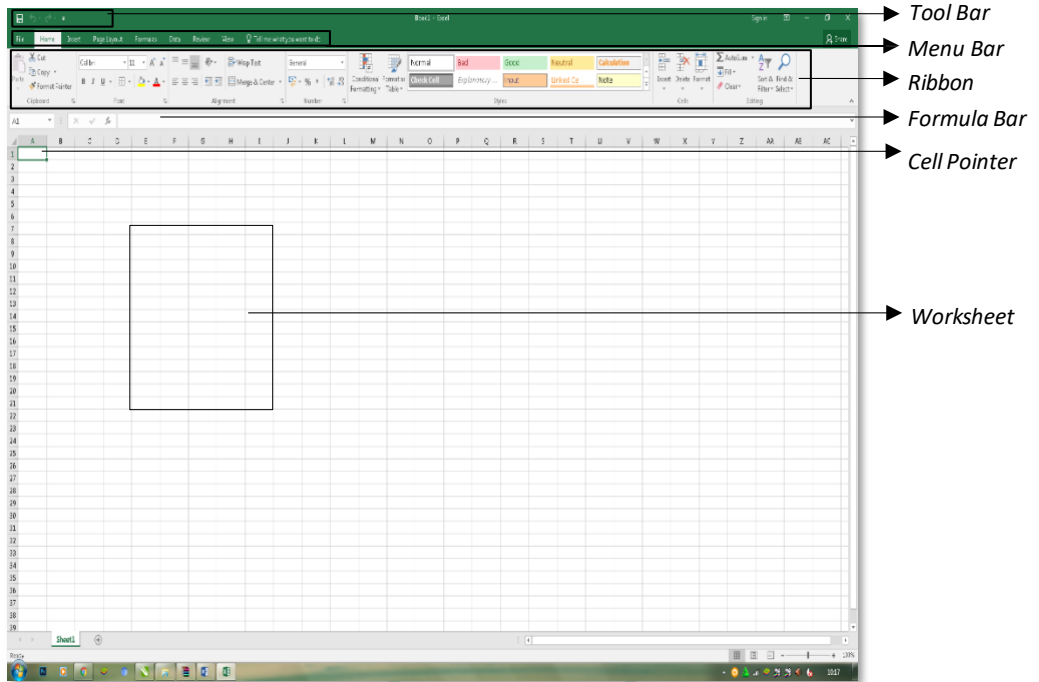 Book1 - Excel
Sign in
Tool Bar
File Home Insert Page Layout Formulas Data Review View Tell me what you want to do
Share
Menu Bar
Cut
Copy
Format Painter
Calibri 11
B I U
Wrap Text
Merge & Center
General
Conditional Formatting
Format as Table
Normal Bad Good Neutral Calculation
Check Cell Explanatory ... Input Linked Ce Note
Insert Delete Format
AutoSum
Fill
Clear
Sort & Filter
Find & Select
Ribbon
Clipboard Font Alignment Number Styles Cells Editing
A1
fx
Formula Bar
A B C D E F G H I J K L M N O P Q R S T U V W X Y Z AA AB AC
Cell Pointer
1
2
3
4
5
6
7
8
9
10
11
12
13
14
Worksheet
15
16
17
18
19
20
21
22
23
24
25
26
27
28
29
30
31
32
33
34
35
36
37
38
39
Sheet1
Ready
100%
10:17